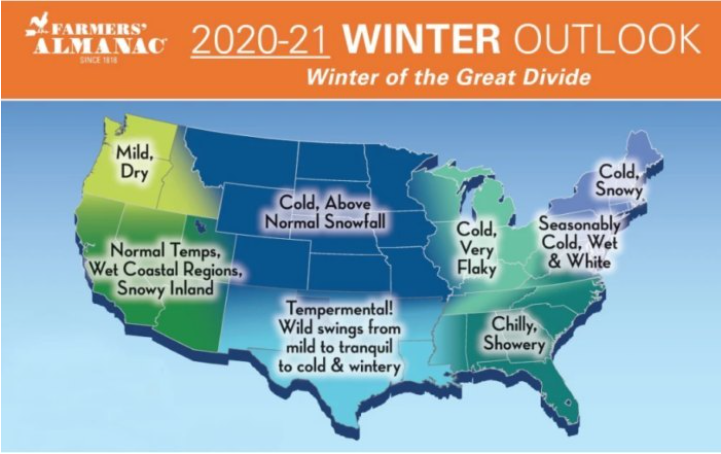 FARMERS'
ALMANAC
SINCE 1818
2020-21 WINTER OUTLOOK
Winter of the Great Divide
Mild,
Dry
Cold,
Snowy
Cold, Above
Normal Snowfall
Seasonably
Cold, Wet
& White
Cold,
Very
Flaky
Normal Temps,
Wet Coastal Regions,
Snowy Inland
Tempermental!
Wild swings from
mild to tranquil
to cold & wintery
Chilly,
Showery